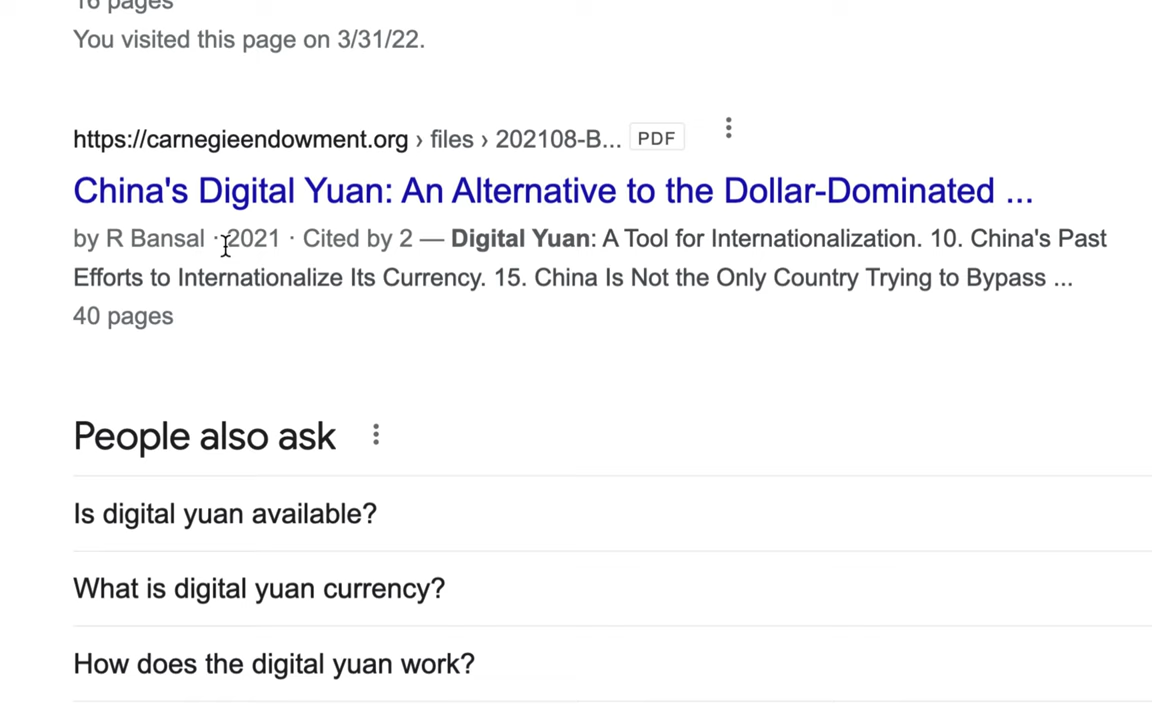 16 pages
You visited this page on 3/31/22.
https://carnegieendowment.org › files › 202108-B... PDF
China's Digital Yuan: An Alternative to the Dollar-Dominated ...
by R Bansal · 2021 · Cited by 2 — Digital Yuan: A Tool for Internationalization. 10. China's Past
Efforts to Internationalize Its Currency. 15. China Is Not the Only Country Trying to Bypass ...
40 pages
People also ask
Is digital yuan available?
What is digital yuan currency?
How does the digital yuan work?